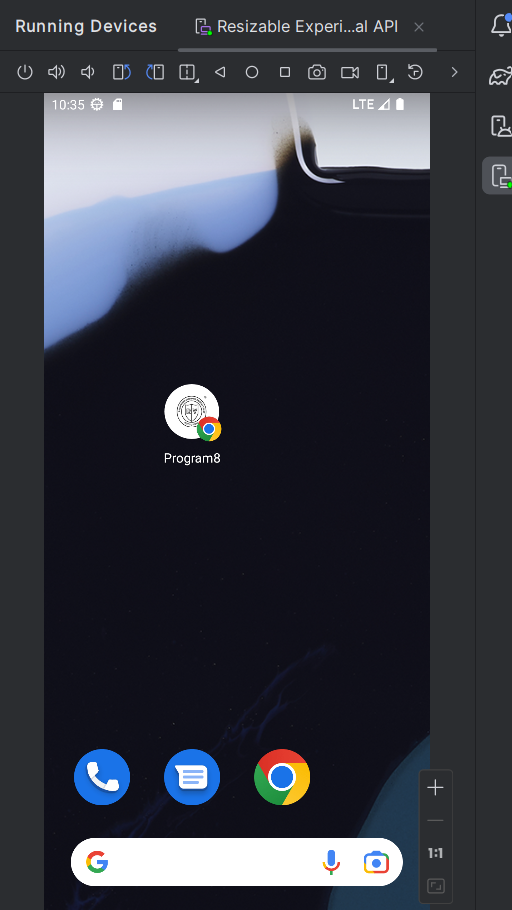 Running Devices
Resizable Experi...al API
10:35
LTE
Program8
1:1